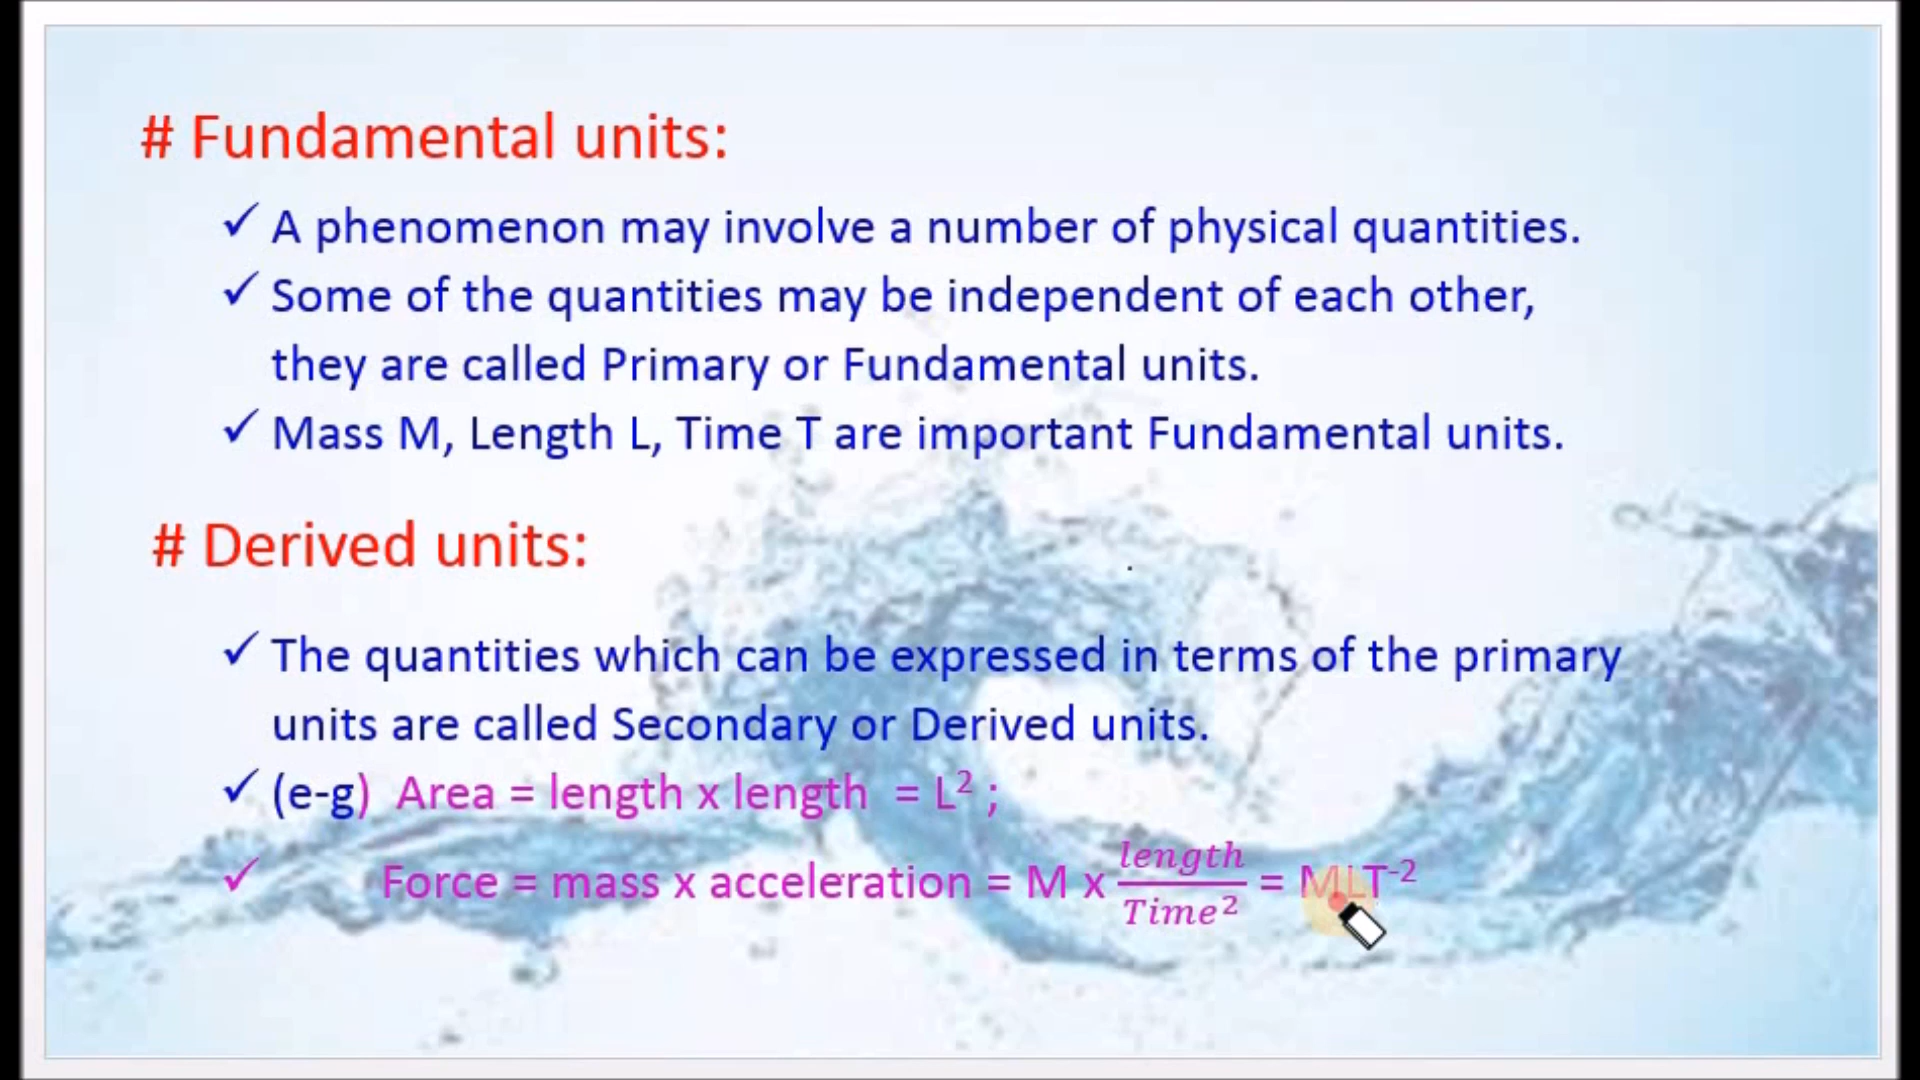 # Fundamental units:
✓ A phenomenon may involve a number of physical quantities.
✓ Some of the quantities may be independent of each other,
they are called Primary or Fundamental units.
✓ Mass M, Length L, Time T are important Fundamental units.
# Derived units:
✓ The quantities which can be expressed in terms of the primary
units are called Secondary or Derived units.
✓ (e-g) Area = length x length = L² ;
✓ Force = mass x acceleration = M x length/Time² = MLT⁻²